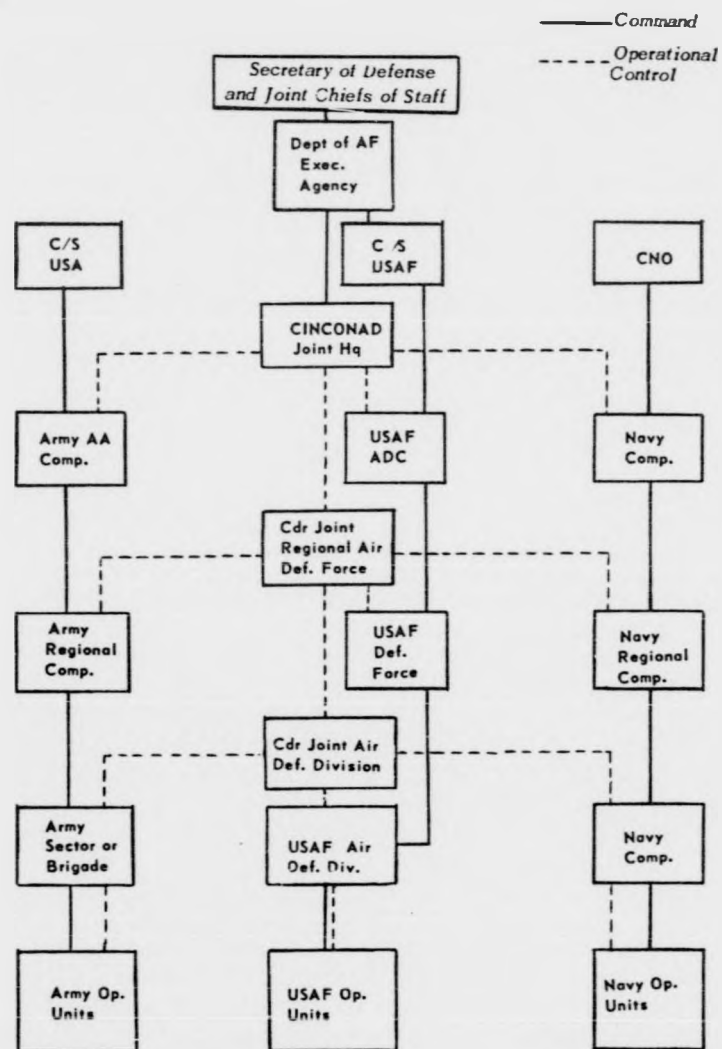 Command
Operational
Control
Secretary of Defense
and Joint Chiefs of Staff
Dept of AF
Exec.
Agency
C/S
USA
C/S
USAF
CNO
CINCONAD
Joint Hq
Army AA
Comp.
USAF
ADC
Navy
Comp.
Cdr Joint
Regional Air
Def. Force
Army
Regional
Comp.
USAF
Def.
Force
Navy
Regional
Comp.
Cdr Joint Air
Def. Division
Army
Sector or
Brigade
USAF Air
Def. Div.
Navy
Comp.
Army Op.
Units
USAF Op.
Units
Navy Op.
Units